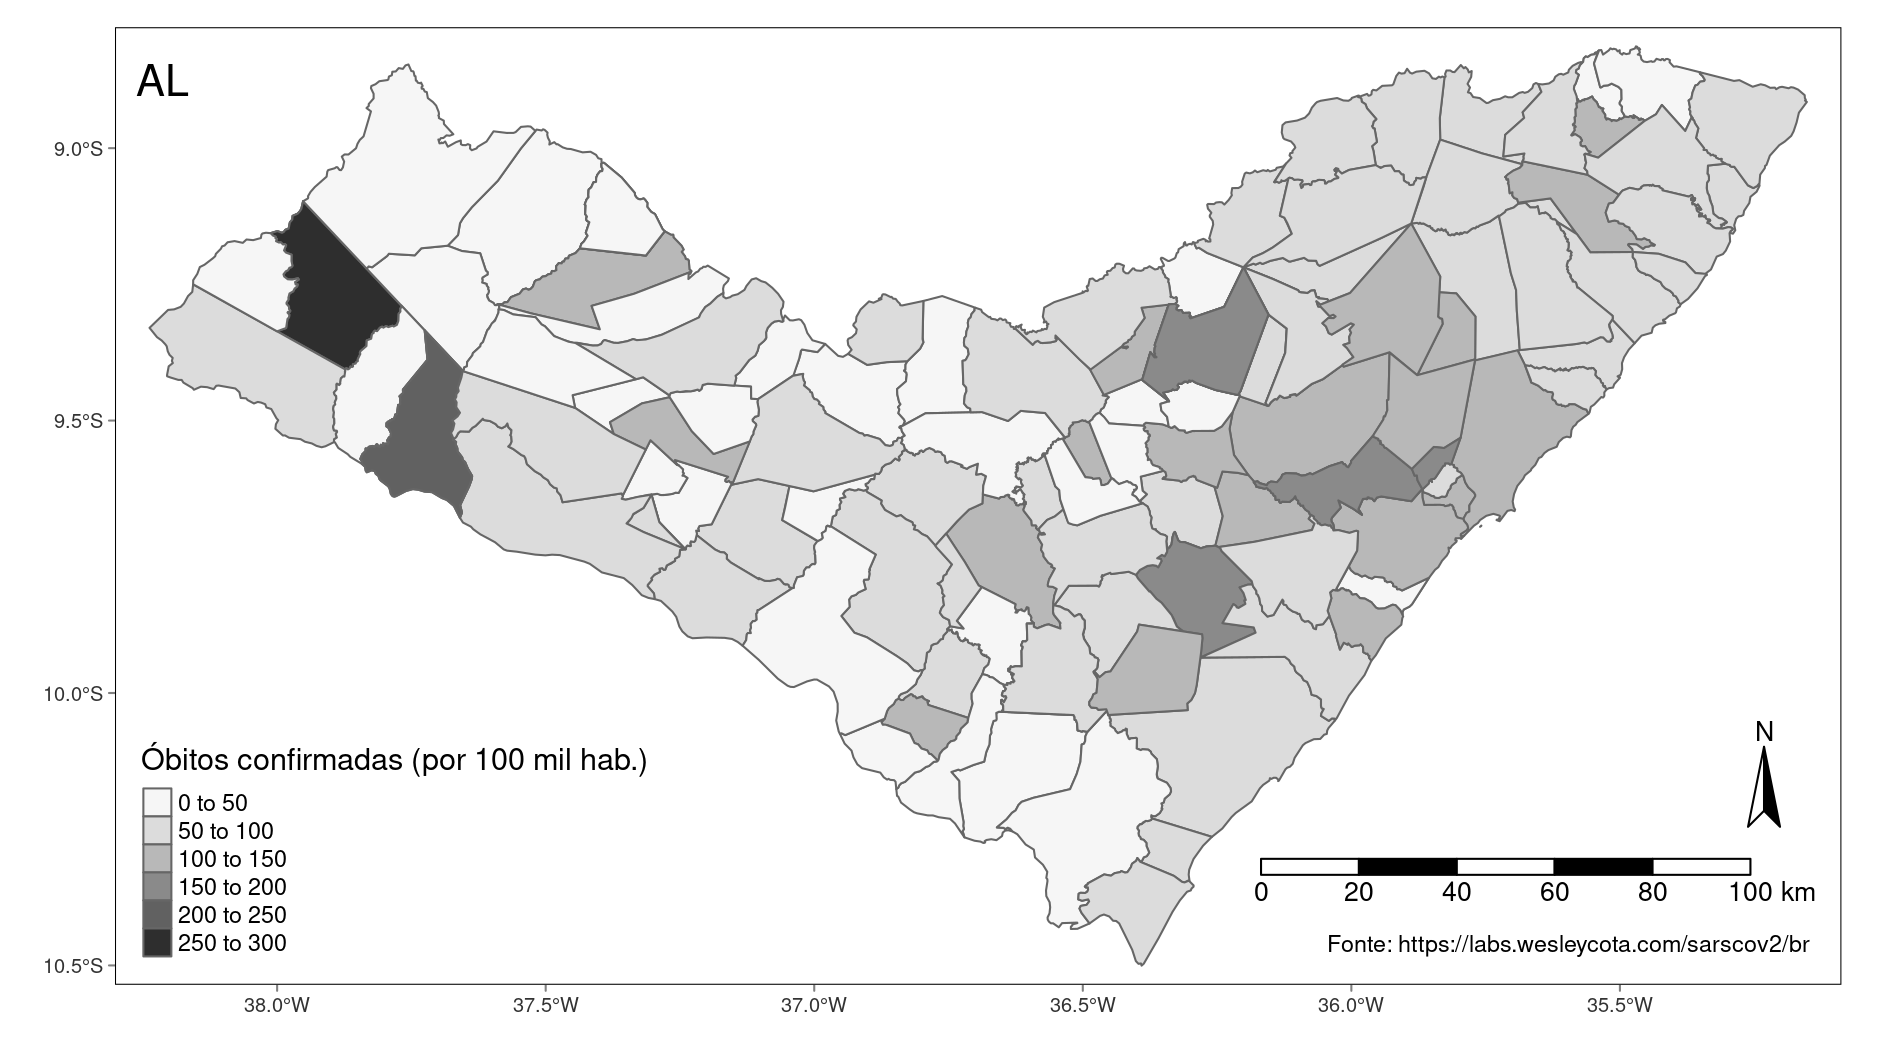 AL
9.0°S
9.5°S
10.0°S
10.5°S
Óbitos confirmadas (por 100 mil hab.)
0 to 50
50 to 100
100 to 150
150 to 200
200 to 250
250 to 300
N
0 20 40 60 80 100 km
Fonte: https://labs.wesleycota.com/sarscov2/br
38.0°W 37.5°W 37.0°W 36.5°W 36.0°W 35.5°W